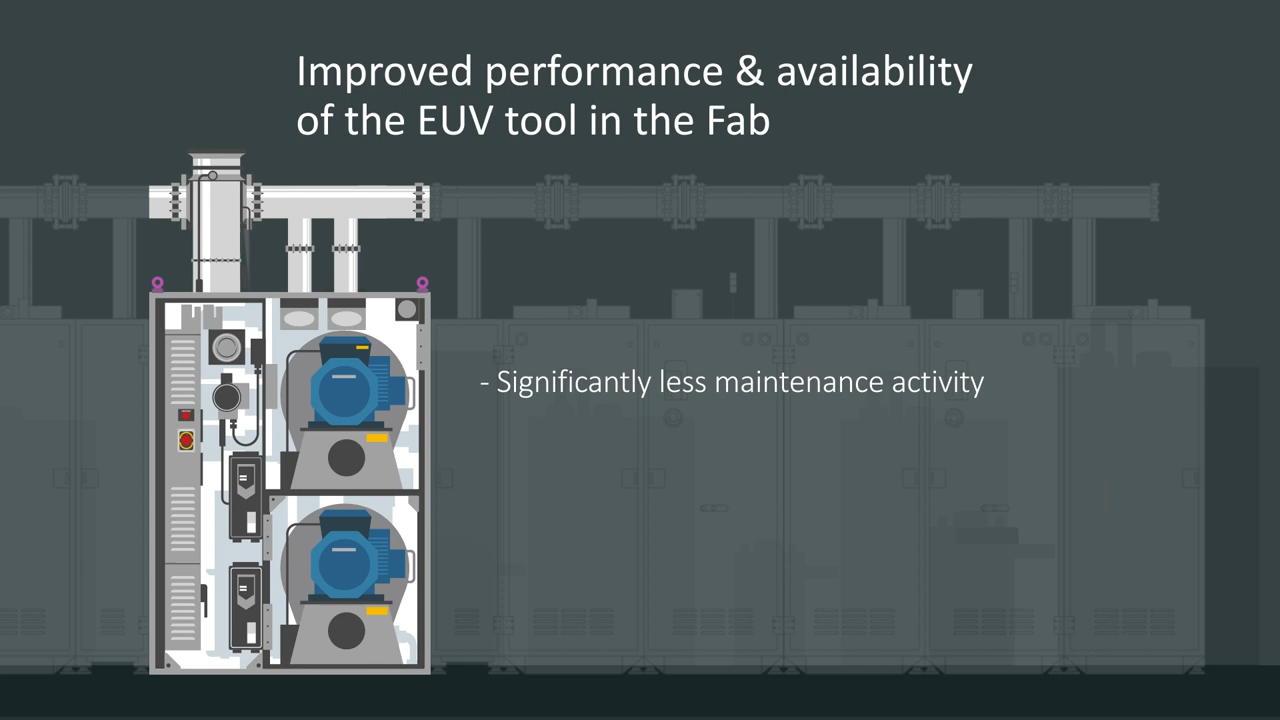 Improved performance & availability
of the EUV tool in the Fab
- Significantly less maintenance activity